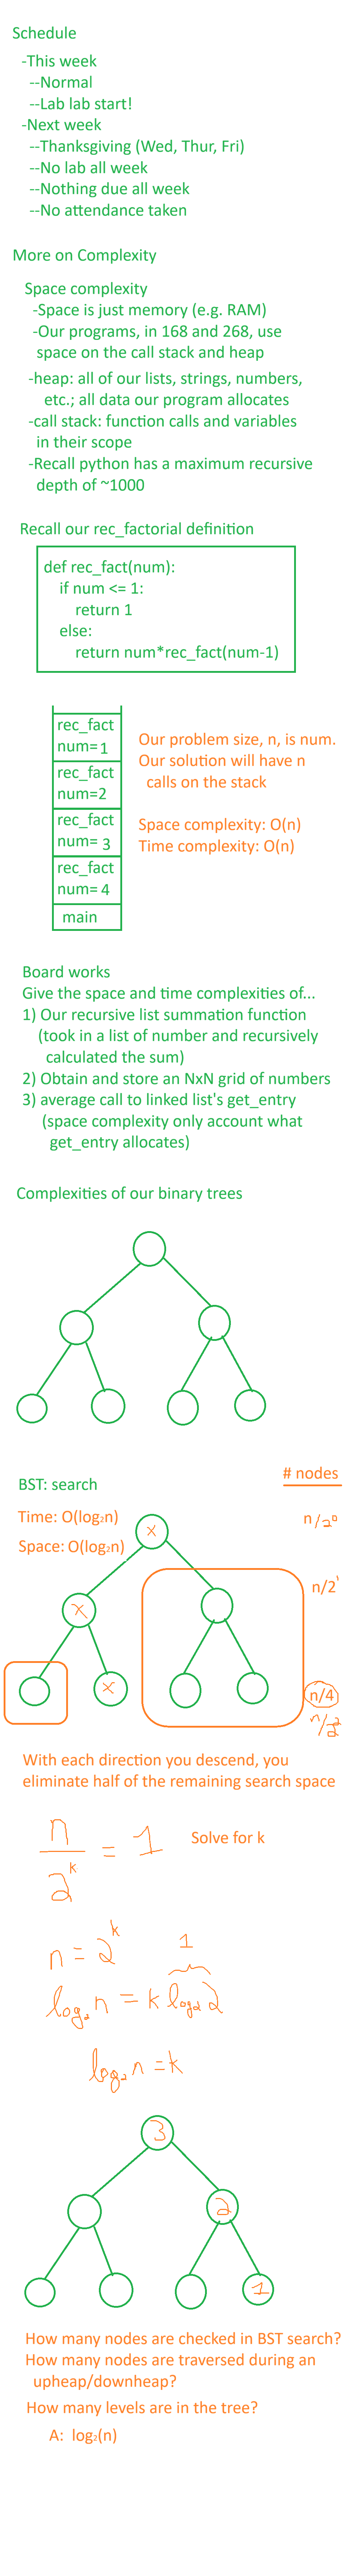 Schedule
-This week
--Normal
--Lab lab start!
-Next week
--Thanksgiving (Wed, Thur, Fri)
--No lab all week
--Nothing due all week
--No attendance taken
More on Complexity
Space complexity
-Space is just memory (e.g. RAM)
-Our programs, in 168 and 268, use
space on the call stack and heap
-heap: all of our lists, strings, numbers,
etc.; all data our program allocates
-call stack: function calls and variables
in their scope
-Recall python has a maximum recursive
depth of ~1000
Recall our rec_factorial definition
def rec_fact(num):
if num <= 1:
return 1
else:
return num*rec_fact(num-1)
rec_fact
num= 1
rec_fact
num=2
rec_fact
num= 3
rec_fact
num= 4
main
Our problem size, n, is num.
Our solution will have n
calls on the stack
Space complexity: O(n)
Time complexity: O(n)
Board works
Give the space and time complexities of...
1) Our recursive list summation function
(took in a list of number and recursively
calculated the sum)
2) Obtain and store an NxN grid of numbers
3) average call to linked list's get_entry
(space complexity only account what
get_entry allocates)
Complexities of our binary trees
# nodes
BST: search
Time: O(log₂n)
Space: O(log₂n)
x
n/2⁰
x
n/2¹
x
n/4
n/2²
With each direction you descend, you
eliminate half of the remaining search space
n/2^k = 1
Solve for k
n = 2^k
1
log₂ n = k log₂ 2
log₂ n = k
3
2
1
How many nodes are checked in BST search?
How many nodes are traversed during an
upheap/downheap?
How many levels are in the tree?
A: log₂(n)